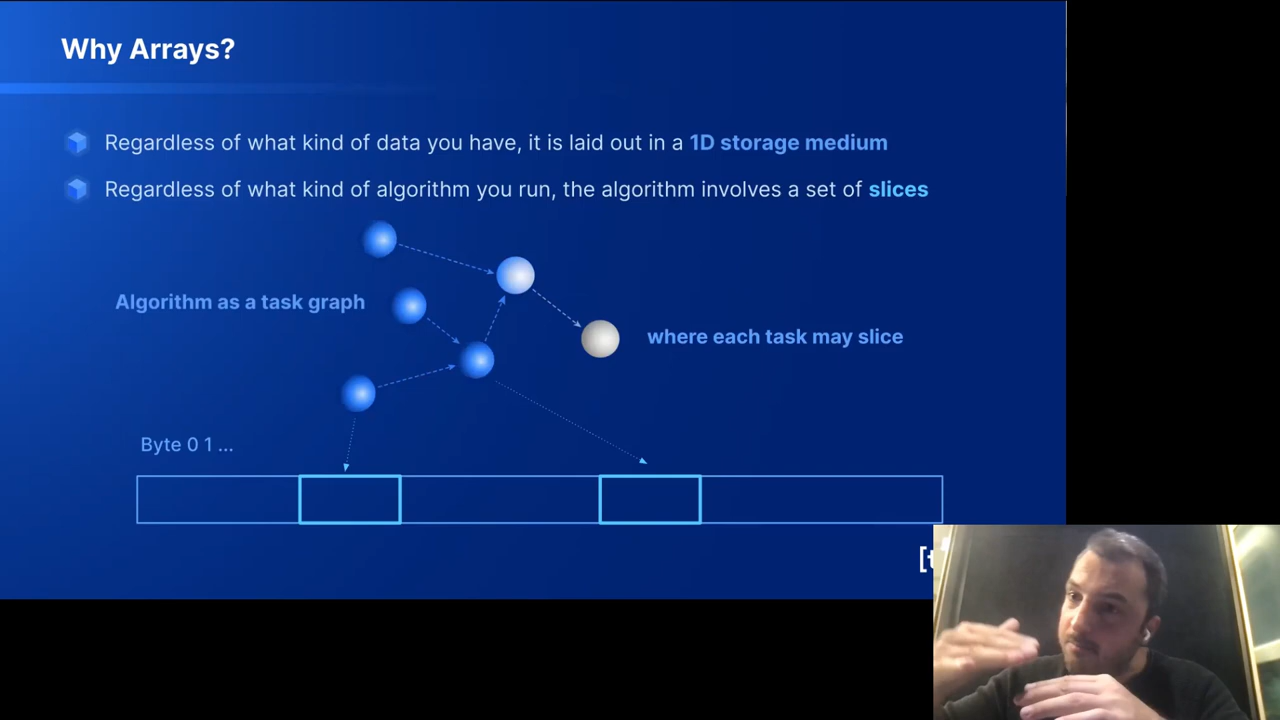 Why Arrays?
Regardless of what kind of data you have, it is laid out in a 1D storage medium
Regardless of what kind of algorithm you run, the algorithm involves a set of slices
Algorithm as a task graph
where each task may slice
Byte 0 1 ...